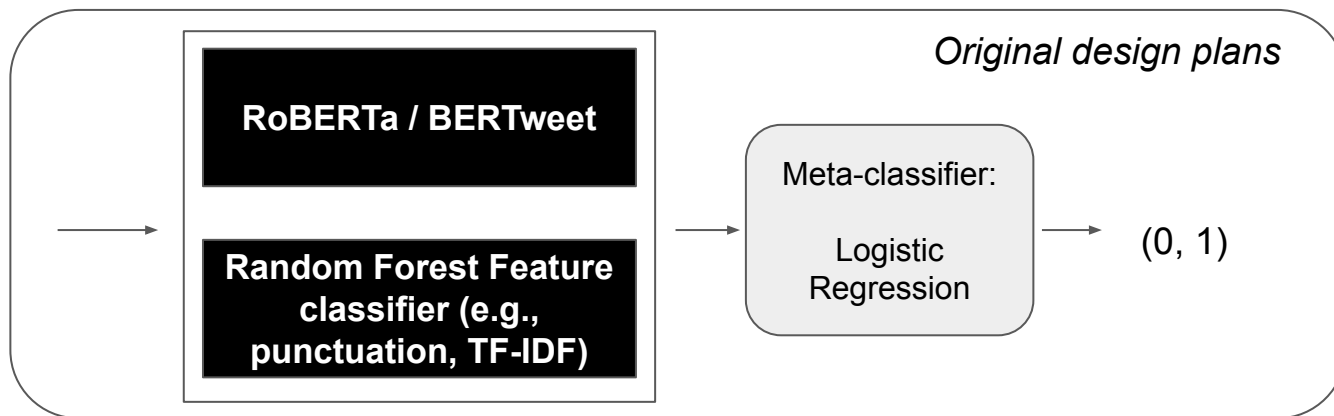 Original design plans
RoBERTa / BERTweet
Random Forest Feature
classifier (e.g.,
punctuation, TF-IDF)
Meta-classifier:
Logistic
Regression
(0, 1)